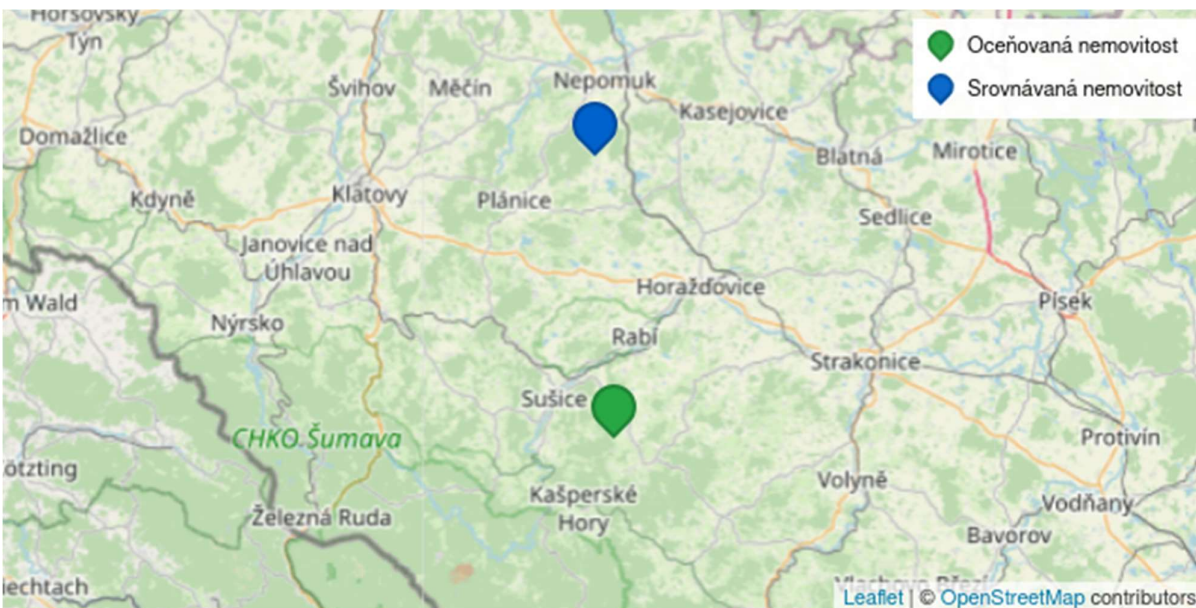 Horšovský
Týn
Oceňovaná nemovitost
Srovnávaná nemovitost
Švihov
Měčín
Nepomuk
Kasejovice
Domažlice
Blatná
Mirotice
Kdyně
Klatovy
Plánice
Sedlice
Janovice nad
Úhlavou
Horažďovice
m Wald
Písek
Nýrsko
Rabí
Strakonice
Sušice
CHKO Šumava
Protivín
ötzting
Kašperské
Hory
Volyně
Vodňany
Železná Ruda
Bavorov
iechtach
Leaflet | © OpenStreetMap contributors